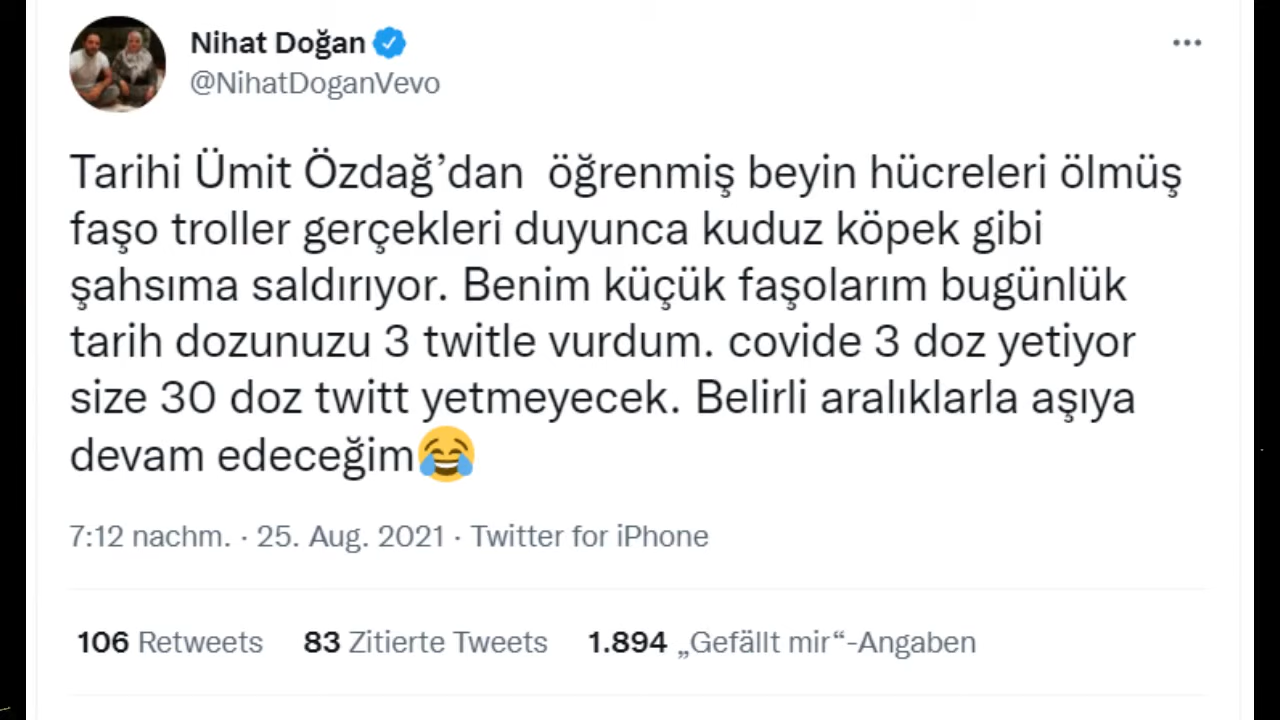 Nihat Doğan
@NihatDoganVevo
Tarihi Ümit Özdağ’dan öğrenmiş beyin hücreleri ölmüş
faşo troller gerçekleri duyunca kuduz köpek gibi
şahsıma saldırıyor. Benim küçük faşolarım bugünlük
tarih dozunuzu 3 twitle vurdum. covide 3 doz yetiyor
size 30 doz twitt yetmeyecek. Belirli aralıklarla aşıya
devam edeceğim😂
7:12 nachm. · 25. Aug. 2021 · Twitter for iPhone
106 Retweets 83 Zitierte Tweets 1.894 „Gefällt mir“-Angaben